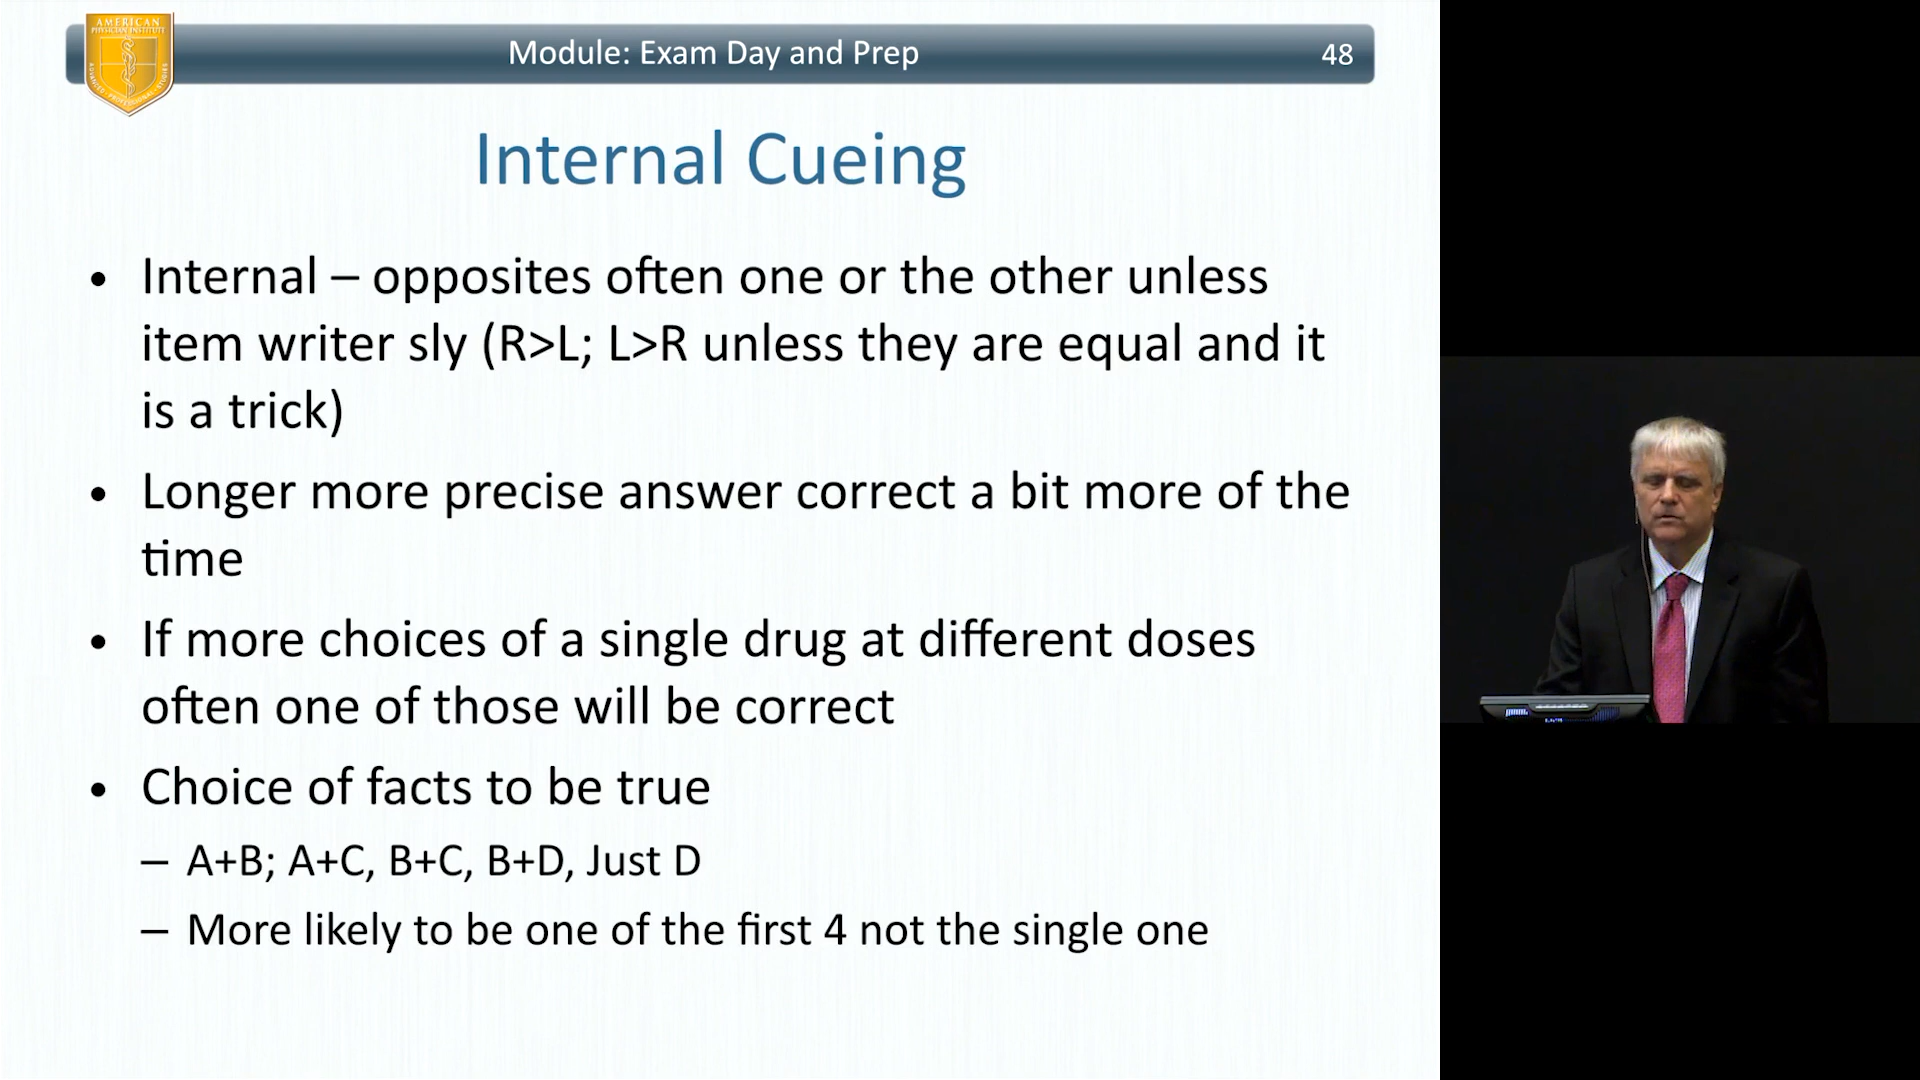 AMERICAN
PHYSICIAN INSTITUTE
Module: Exam Day and Prep
48
Internal Cueing
• Internal – opposites often one or the other unless
item writer sly (R>L; L>R unless they are equal and it
is a trick)
• Longer more precise answer correct a bit more of the
time
• If more choices of a single drug at different doses
often one of those will be correct
• Choice of facts to be true
– A+B; A+C, B+C, B+D, Just D
– More likely to be one of the first 4 not the single one